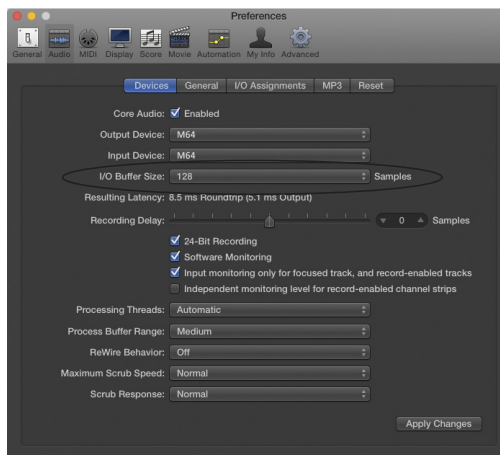 Preferences
General Audio MIDI Display Score Movie Automation My Info Advanced
Devices General I/O Assignments MP3 Reset
Core Audio: Enabled
Output Device: M64
Input Device: M64
I/O Buffer Size: 128 Samples
Resulting Latency: 8.5 ms Roundtrip (5.1 ms Output)
Recording Delay: 0 Samples
24-Bit Recording
Software Monitoring
Input monitoring only for focused track, and record-enabled tracks
Independent monitoring level for record-enabled channel strips
Processing Threads: Automatic
Process Buffer Range: Medium
ReWire Behavior: Off
Maximum Scrub Speed: Normal
Scrub Response: Normal
Apply Changes